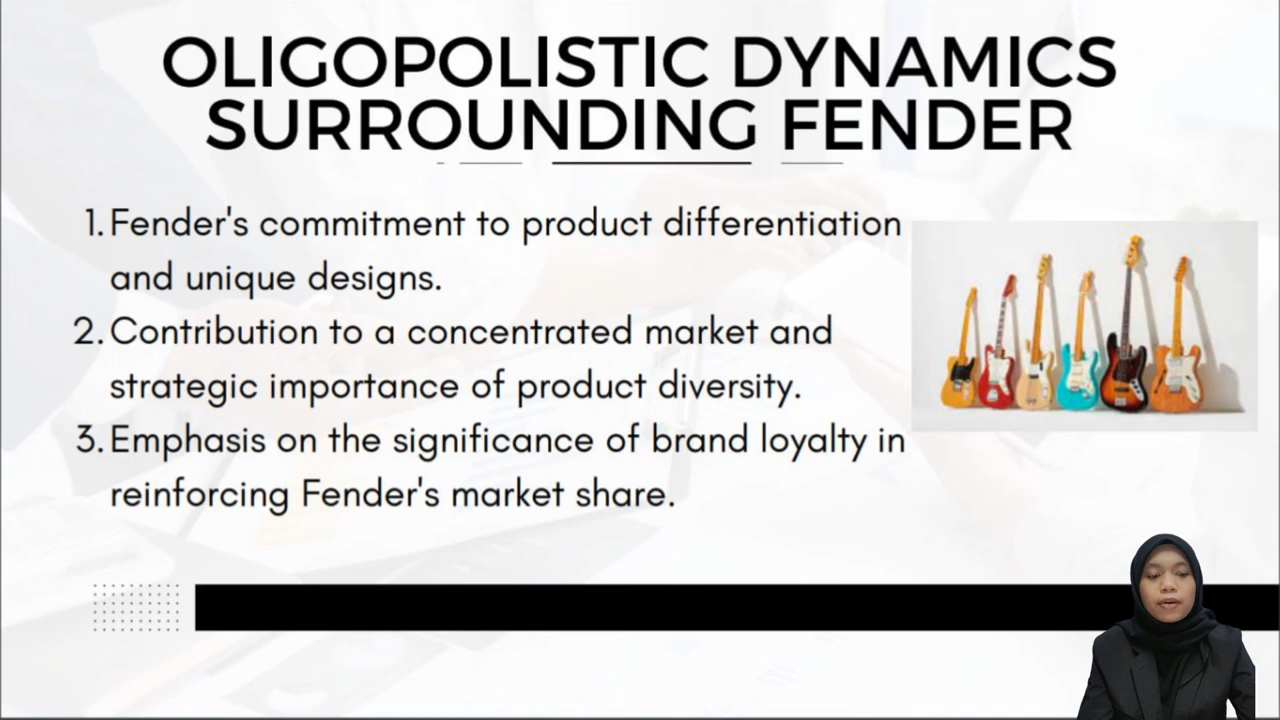 OLIGOPOLISTIC DYNAMICS
SURROUNDING FENDER
1. Fender's commitment to product differentiation
and unique designs.
2. Contribution to a concentrated market and
strategic importance of product diversity.
3. Emphasis on the significance of brand loyalty in
reinforcing Fender's market share.